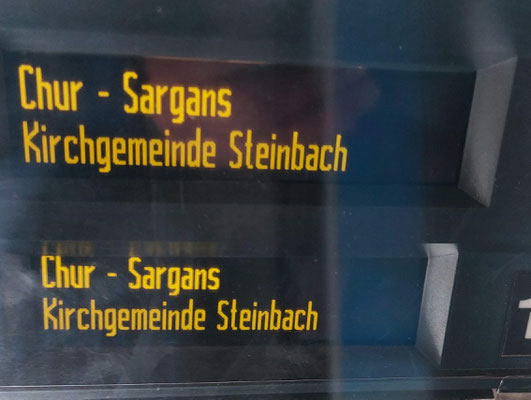 Chur - Sargans
Kirchgemeinde Steinbach
Chur - Sargans
Kirchgemeinde Steinbach